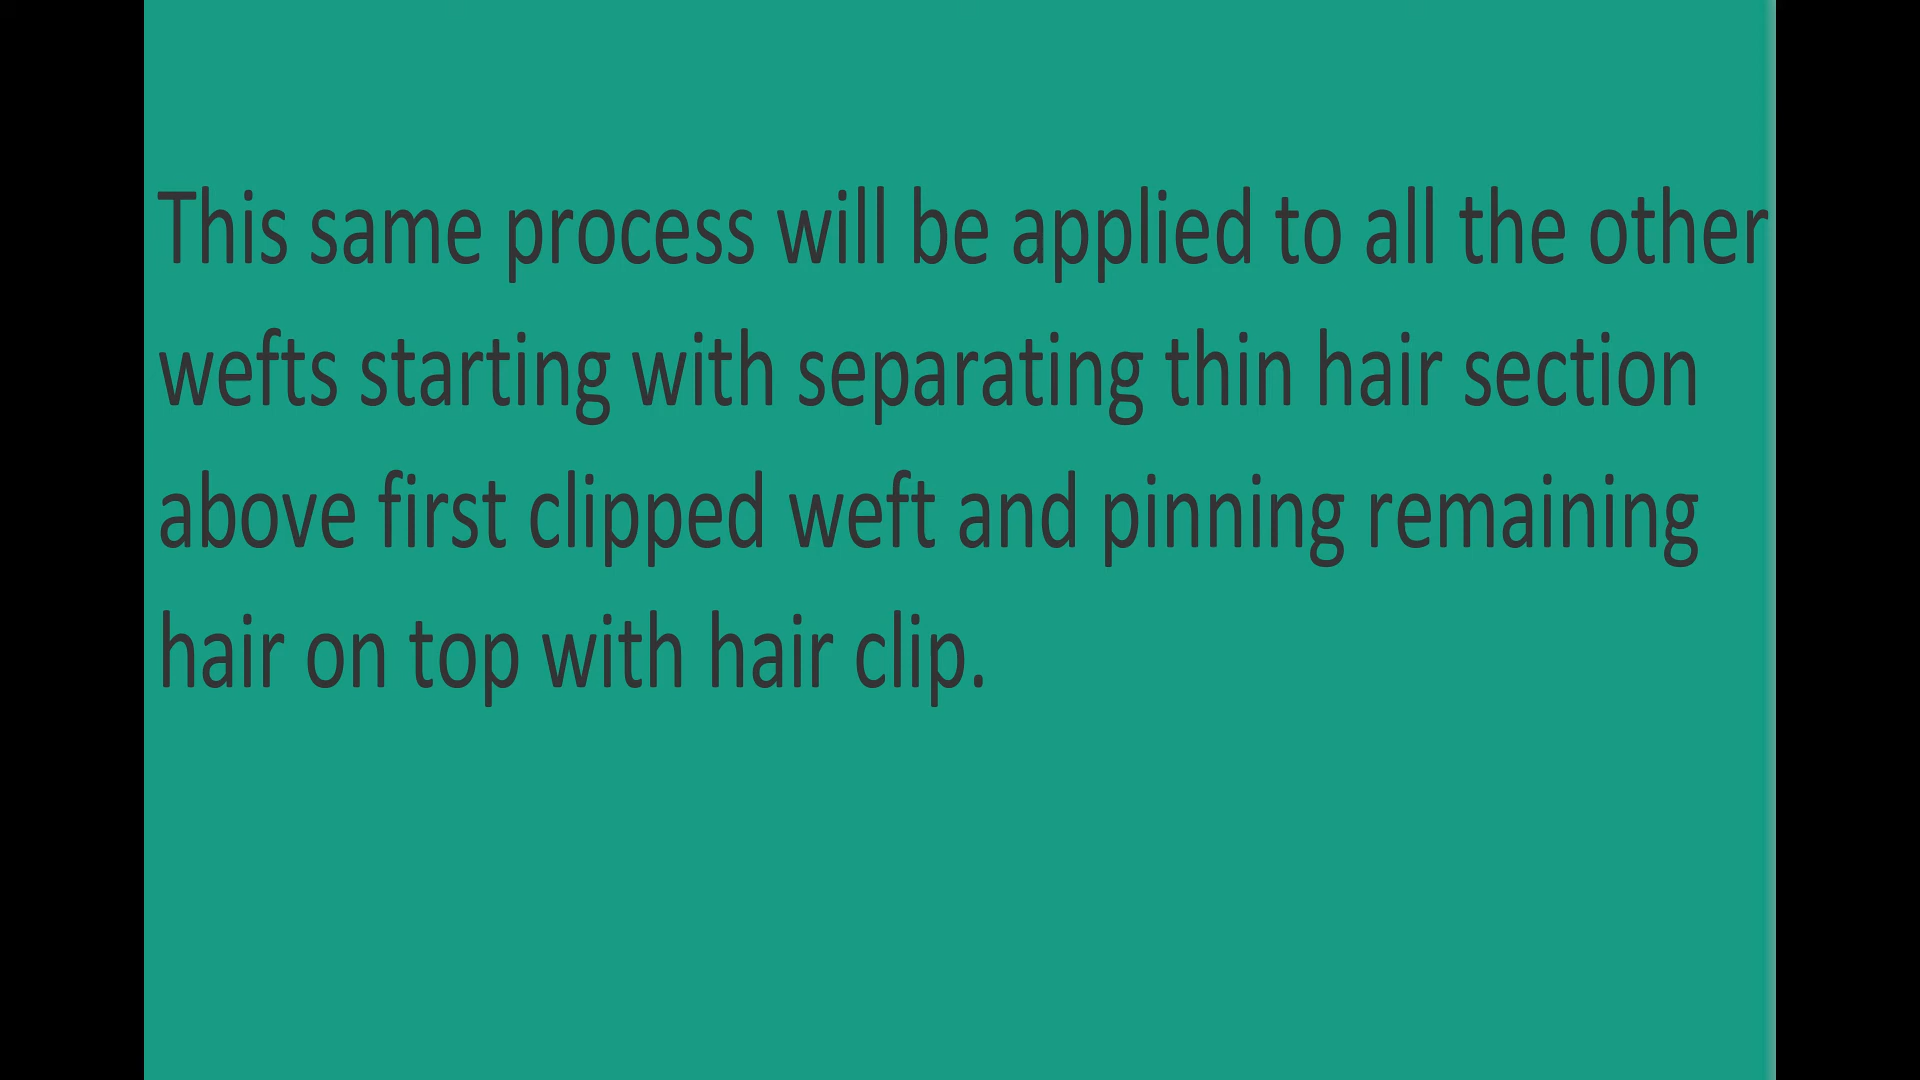 This same process will be applied to all the other
wefts starting with separating thin hair section
above first clipped weft and pinning remaining
hair on top with hair clip.